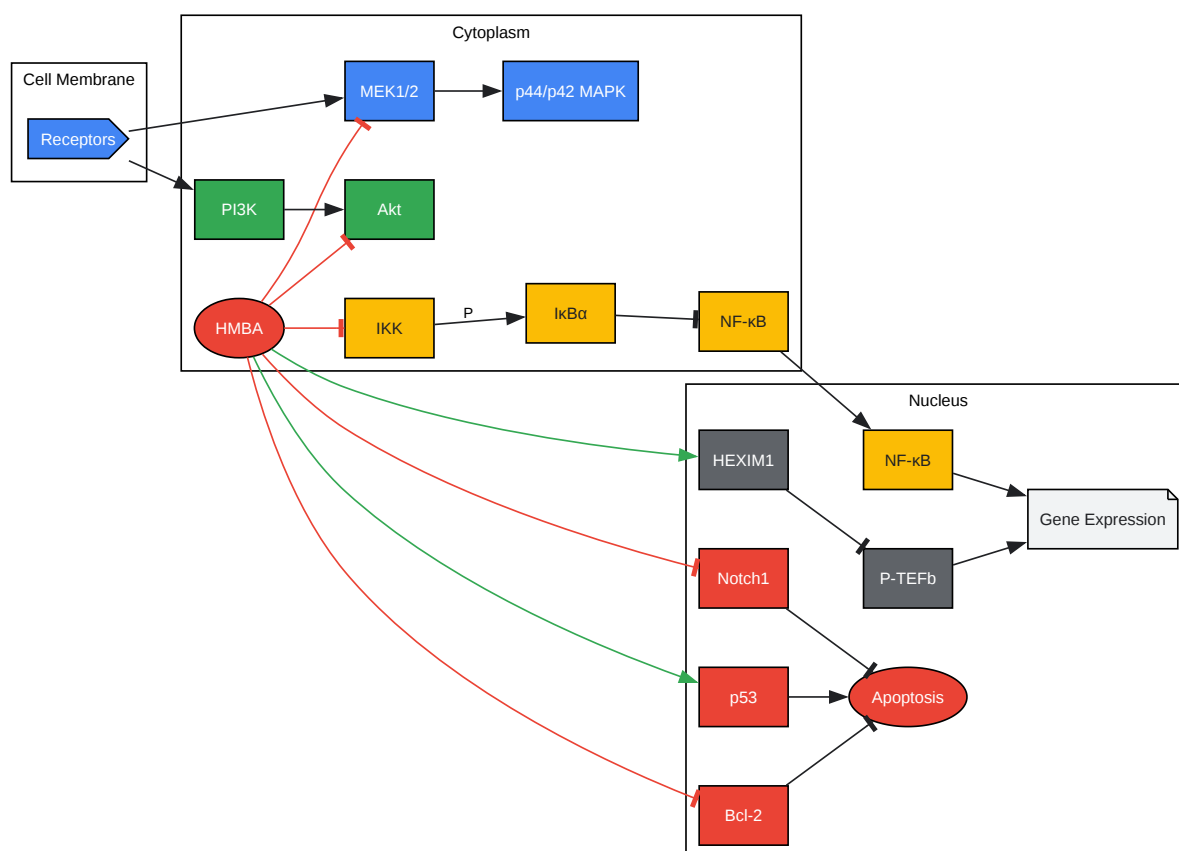 Cytoplasm
Cell Membrane
MEK1/2
p44/p42 MAPK
Receptors
PI3K
Akt
HMBA
IKK
P
IκBα
NF-κB
Nucleus
HEXIM1
NF-κB
Gene Expression
Notch1
P-TEFb
p53
Apoptosis
Bcl-2